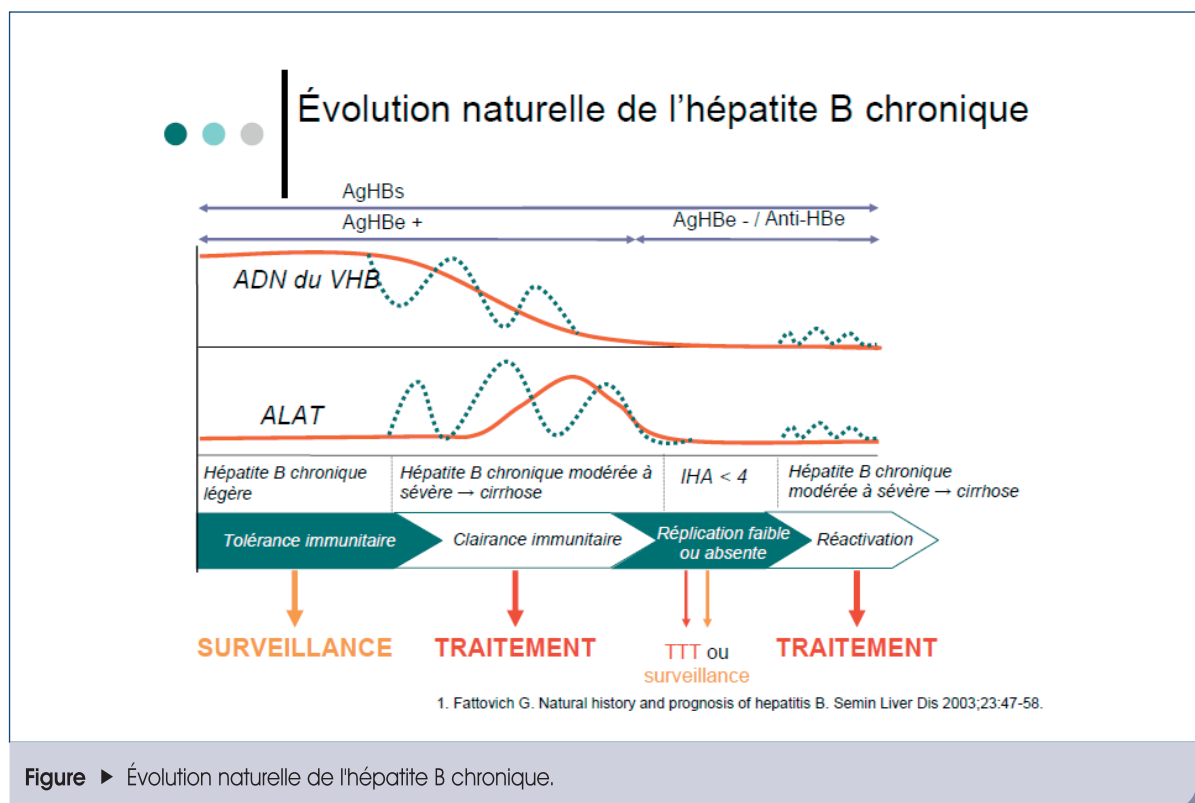 Évolution naturelle de l'hépatite B chronique
AgHBs
AgHBe +
AgHBe - / Anti-HBe
ADN du VHB
ALAT
Hépatite B chronique
légère
Hépatite B chronique modérée à
sévère → cirrhose
IHA < 4
Hépatite B chronique
modérée à sévère → cirrhose
Tolérance immunitaire
Clairance immunitaire
Réplication faible
ou absente
Réactivation
SURVEILLANCE
TRAITEMENT
TTT ou
surveillance
TRAITEMENT
1. Fattovich G. Natural history and prognosis of hepatitis B. Semin Liver Dis 2003;23:47-58.
Figure ▶ Évolution naturelle de l'hépatite B chronique.